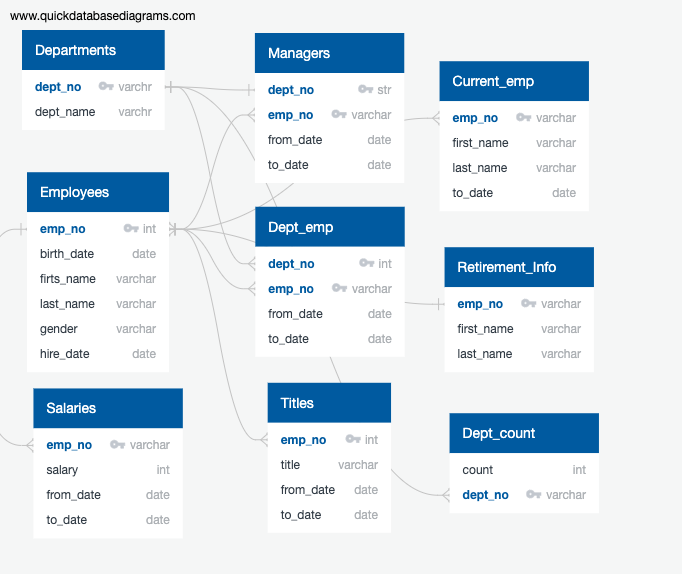 www.quickdatabasediagrams.com
Departments
dept_no varchr
dept_name varchr
Managers
dept_no str
emp_no varchar
from_date date
to_date date
Current_emp
emp_no varchar
first_name varchar
last_name varchar
to_date date
Employees
emp_no int
birth_date date
firts_name varchar
last_name varchar
gender varchar
hire_date date
Dept_emp
dept_no int
emp_no varchar
from_date date
to_date date
Retirement_Info
emp_no varchar
first_name varchar
last_name varchar
Salaries
emp_no varchar
salary int
from_date date
to_date date
Titles
emp_no int
title varchar
from_date date
to_date date
Dept_count
count int
dept_no varchar